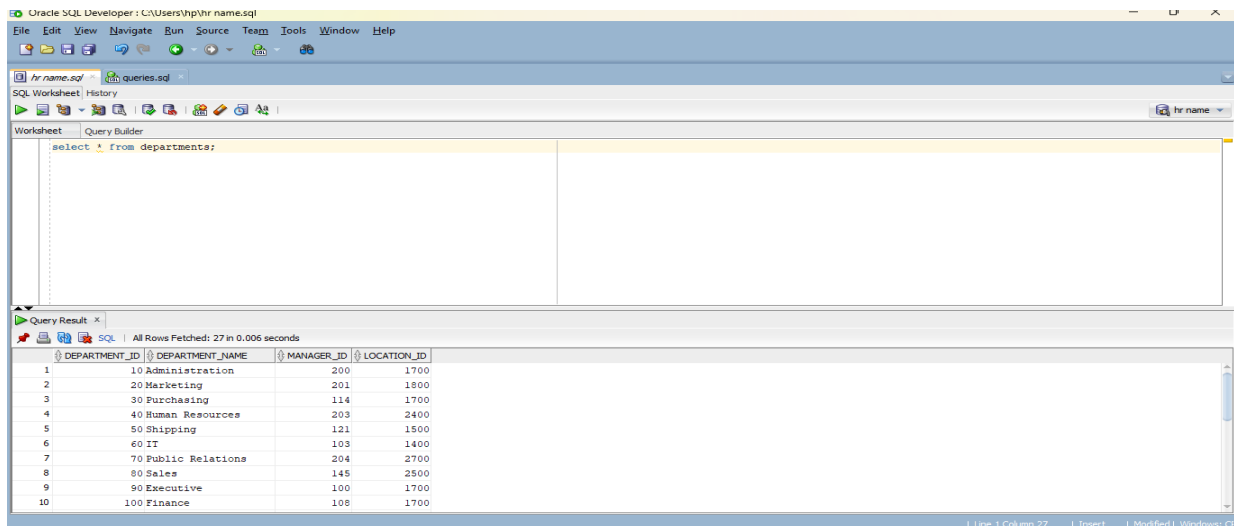 Oracle SQL Developer : C:\Users\hp\hr name.sql
File Edit View Navigate Run Source Team Tools Window Help
hr name.sql queries.sql
SQL Worksheet History
hr name
Worksheet Query Builder
select * from departments;
Query Result
SQL | All Rows Fetched: 27 in 0.006 seconds
DEPARTMENT_ID DEPARTMENT_NAME MANAGER_ID LOCATION_ID
1 10 Administration 200 1700
2 20 Marketing 201 1800
3 30 Purchasing 114 1700
4 40 Human Resources 203 2400
5 50 Shipping 121 1500
6 60 IT 103 1400
7 70 Public Relations 204 2700
8 80 Sales 145 2500
9 90 Executive 100 1700
10 100 Finance 108 1700
| Line 1 Column 27 | Insert | Modified | Windows: